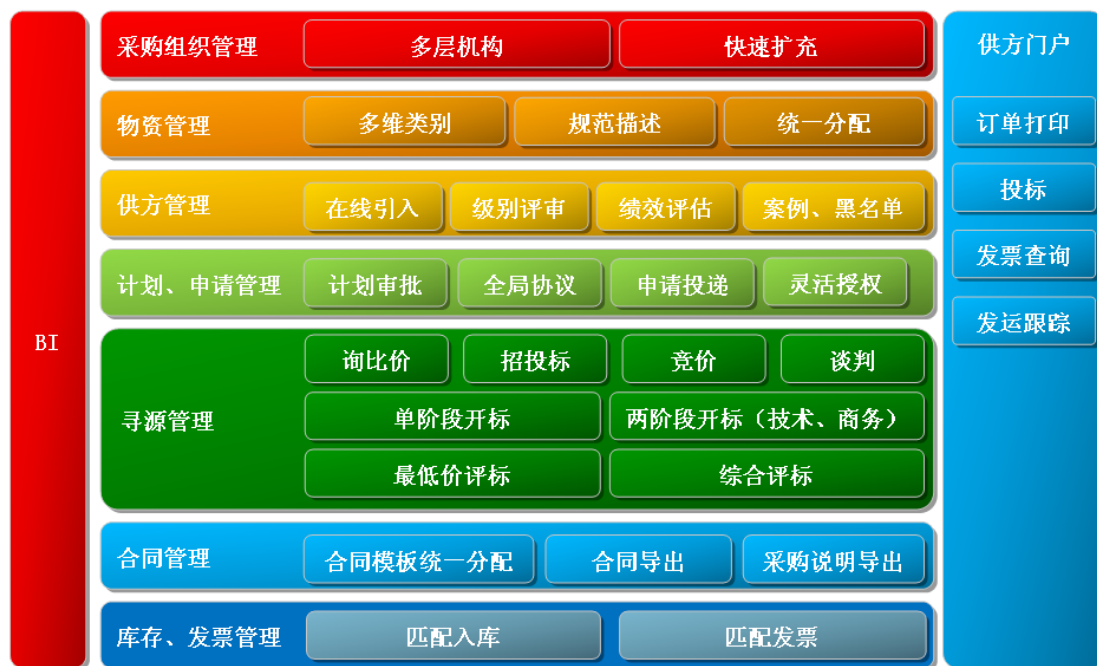 BI
采购组织管理
多层机构
快速扩充
物资管理
多维类别
规范描述
统一分配
供方管理
在线引入
级别评审
绩效评估
案例、黑名单
计划、申请管理
计划审批
全局协议
申请投递
灵活授权
寻源管理
询比价
招投标
竞价
谈判
单阶段开标
两阶段开标（技术、商务）
最低价评标
综合评标
合同管理
合同模板统一分配
合同导出
采购说明导出
库存、发票管理
匹配入库
匹配发票
供方门户
订单打印
投标
发票查询
发运跟踪